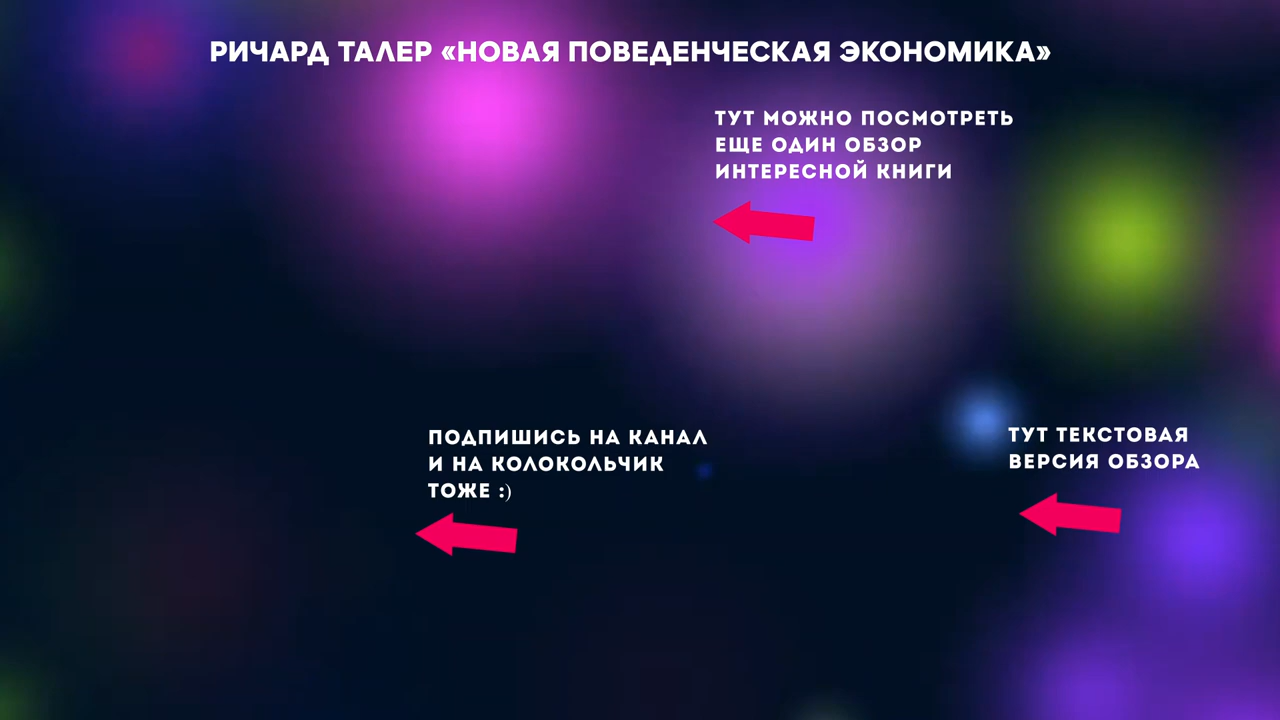 РИЧАРД ТАЛЕР «НОВАЯ ПОВЕДЕНЧЕСКАЯ ЭКОНОМИКА»
ТУТ МОЖНО ПОСМОТРЕТЬ
ЕЩЕ ОДИН ОБЗОР
ИНТЕРЕСНОЙ КНИГИ
ПОДПИШИСЬ НА КАНАЛ
И НА КОЛОКОЛЬЧИК
ТОЖЕ :)
ТУТ ТЕКСТОВАЯ
ВЕРСИЯ ОБЗОРА